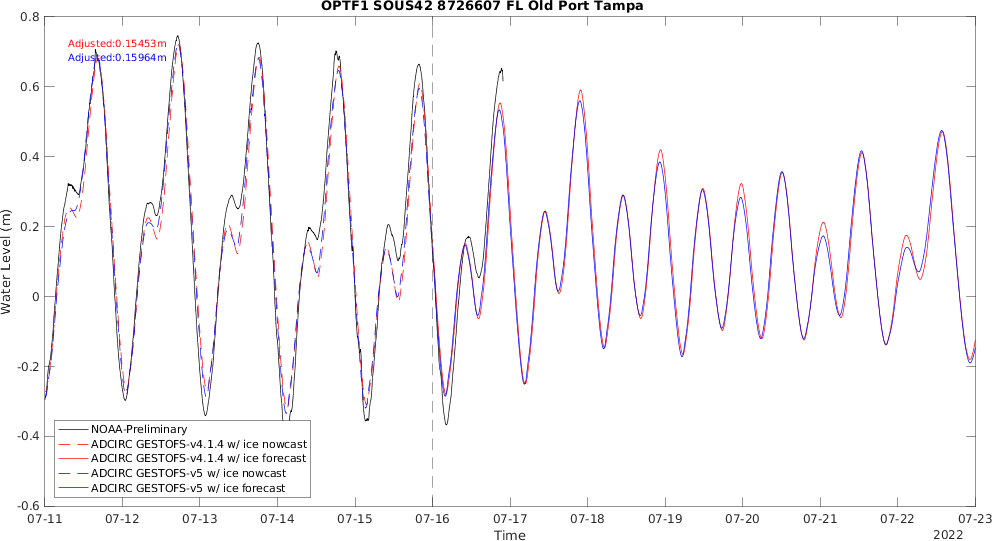 OPTF1 SOUS42 8726607 FL Old Port Tampa
Adjusted:0.15453m
Adjusted:0.15964m
Water Level (m)
0.8
0.6
0.4
0.2
0
-0.2
-0.4
-0.6
NOAA-Preliminary
ADCIRC GESTOFS-v4.1.4 w/ ice nowcast
ADCIRC GESTOFS-v4.1.4 w/ ice forecast
ADCIRC GESTOFS-v5 w/ ice nowcast
ADCIRC GESTOFS-v5 w/ ice forecast
07-11 07-12 07-13 07-14 07-15 07-16 07-17 07-18 07-19 07-20 07-21 07-22 07-23
Time
2022